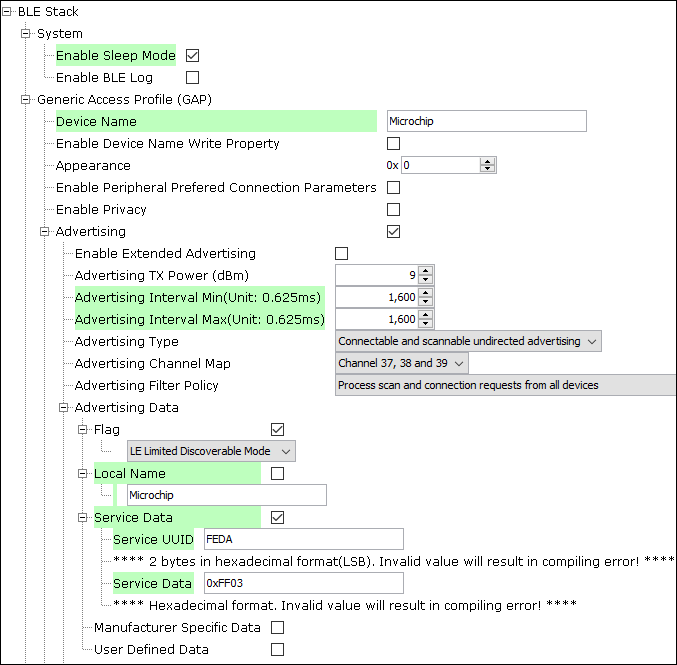 BLE Stack
System
Enable Sleep Mode
Enable BLE Log
Generic Access Profile (GAP)
Device Name Microchip
Enable Device Name Write Property
Appearance 0x 0
Enable Peripheral Prefered Connection Parameters
Enable Privacy
Advertising
Enable Extended Advertising
Advertising TX Power (dBm) 9
Advertising Interval Min(Unit: 0.625ms) 1,600
Advertising Interval Max(Unit: 0.625ms) 1,600
Advertising Type Connectable and scannable undirected advertising
Advertising Channel Map Channel 37, 38 and 39
Advertising Filter Policy Process scan and connection requests from all devices
Advertising Data
Flag
LE Limited Discoverable Mode
Local Name
Microchip
Service Data
Service UUID FEDA
**** 2 bytes in hexadecimal format(LSB). Invalid value will result in compiling error! ****
Service Data 0xFF03
**** Hexadecimal format. Invalid value will result in compiling error! ****
Manufacturer Specific Data
User Defined Data